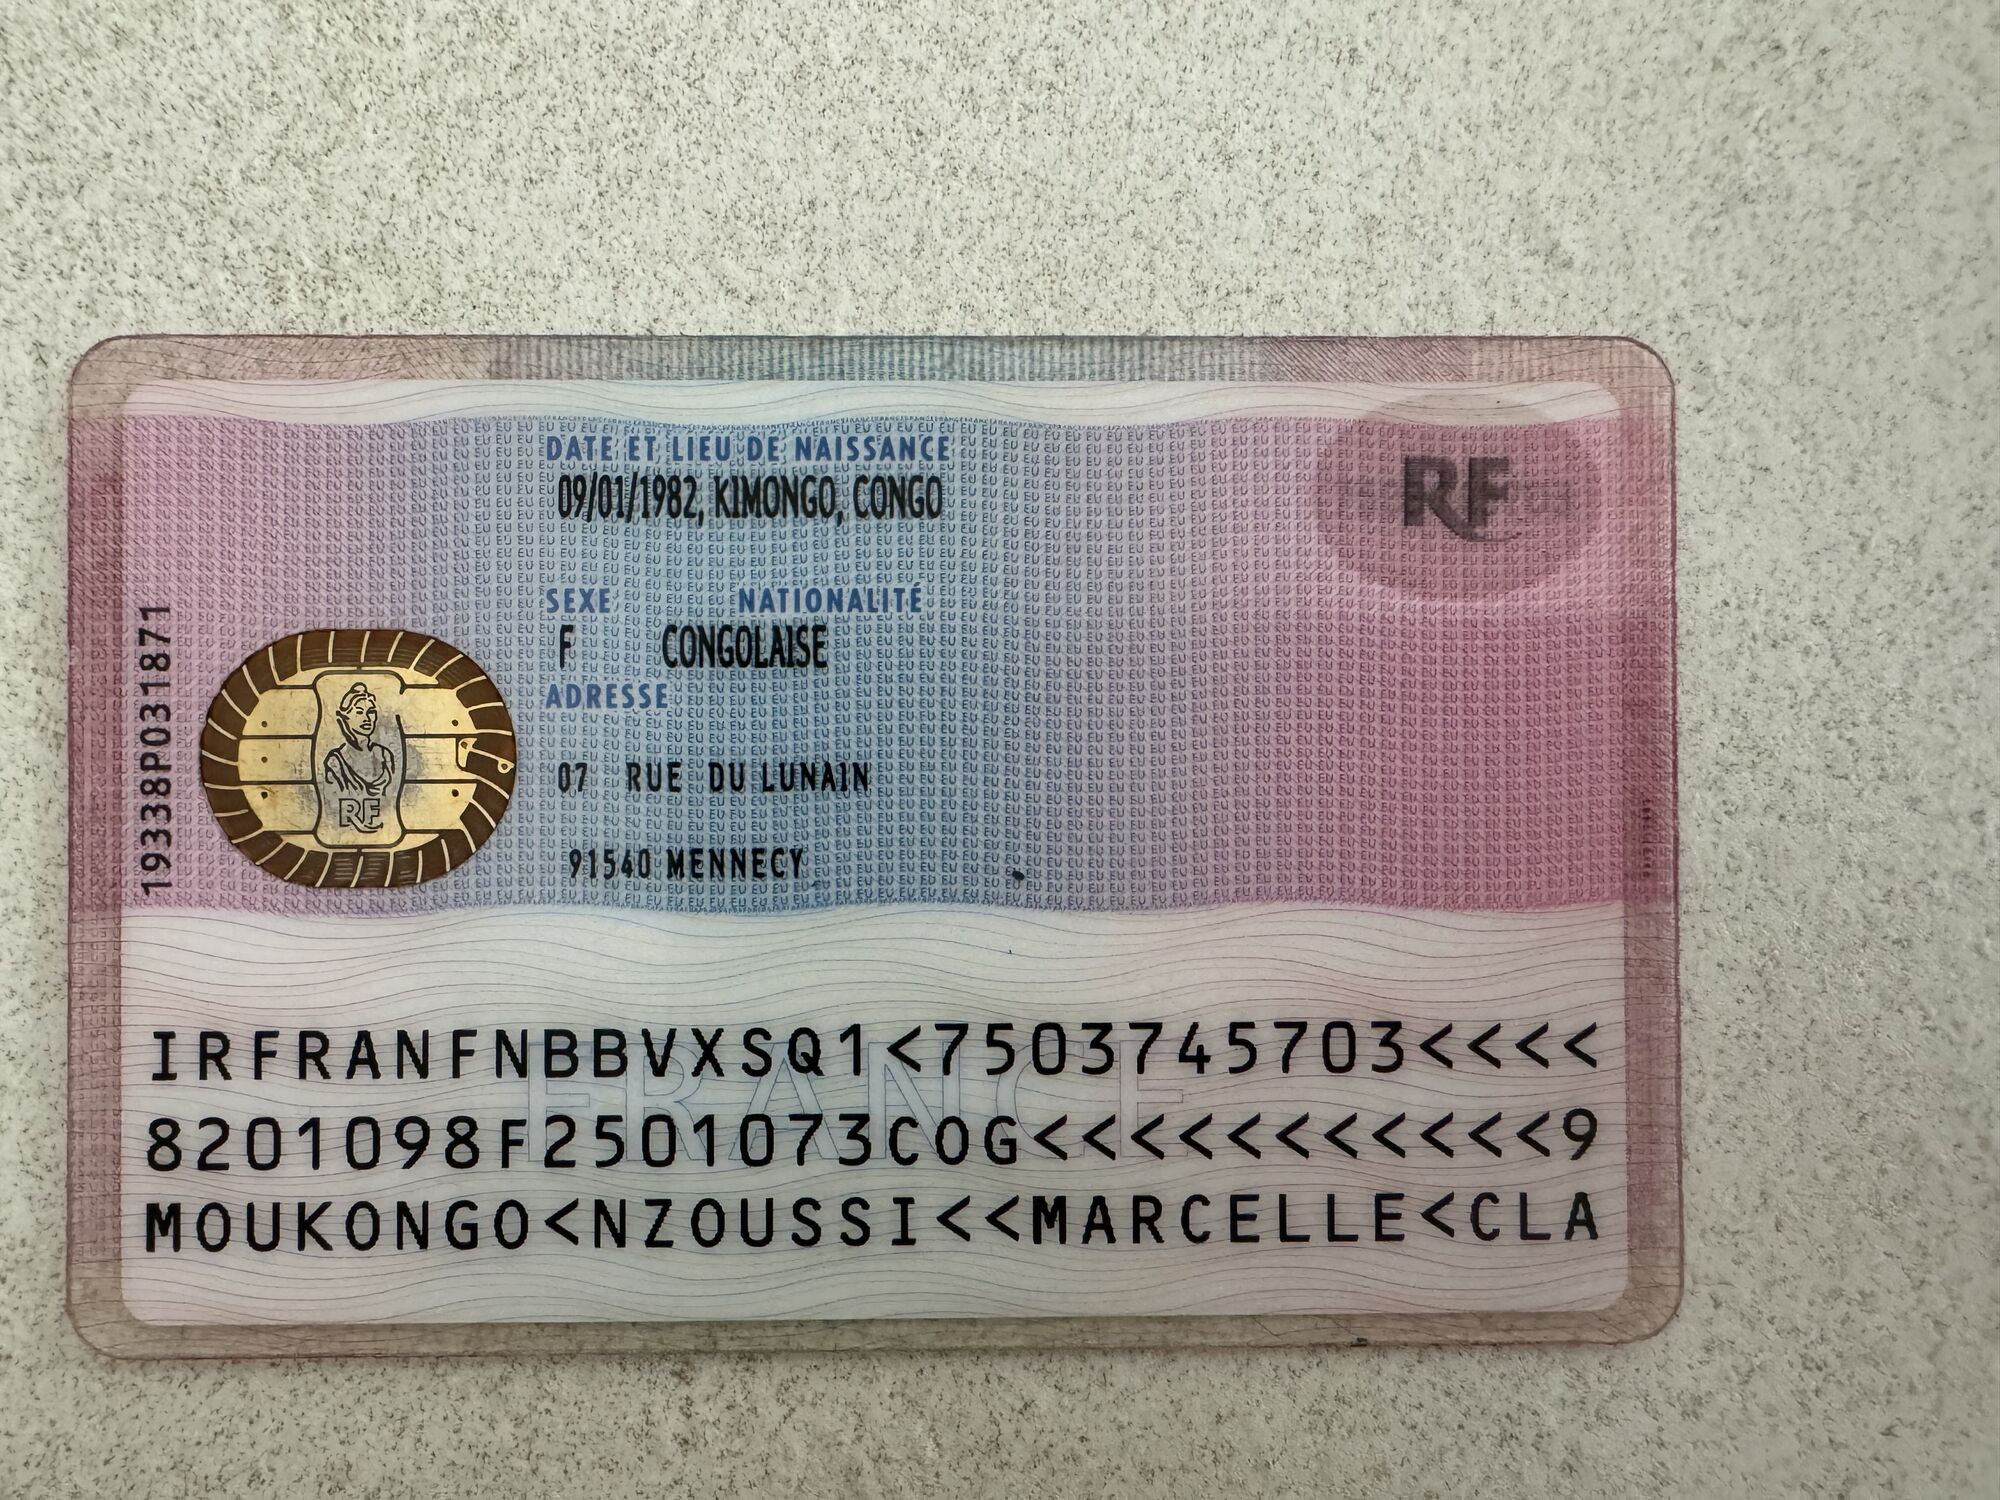 DATE ET LIEU DE NAISSANCE
09/01/1982, KIMONGO, CONGO
RF
SEXE NATIONALITÉ
F CONGOLAISE
ADRESSE
07 RUE DU LUNAIN
91540 MENNECY
19338P031871
RF
FRANCE
IRFRANFNBBVXSQ1<7503745703<<<<
8201098F2501073COG<<<<<<<<<<<9
MOUKONGO<NZOUSSI<<MARCELLE<CLA